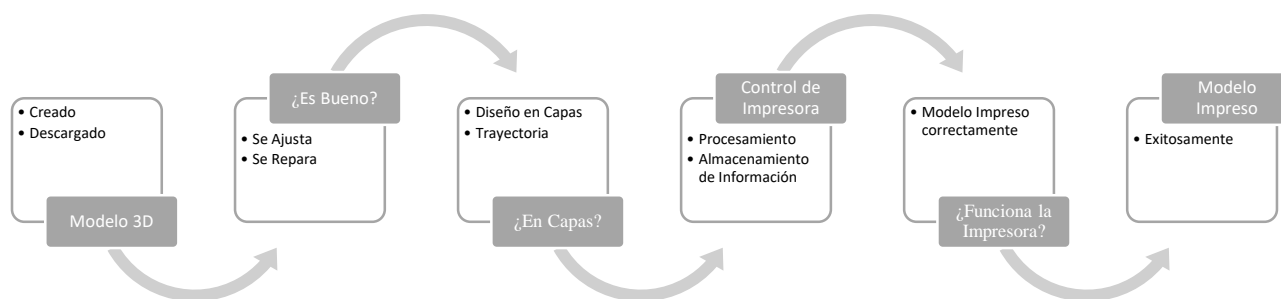 • Creado
• Descargado
Modelo 3D
¿Es Bueno?
• Se Ajusta
• Se Repara
• Diseño en Capas
• Trayectoria
¿En Capas?
Control de
Impresora
• Procesamiento
• Almacenamiento
de Información
• Modelo Impreso
correctamente
¿Funciona la
Impresora?
Modelo
Impreso
• Exitosamente